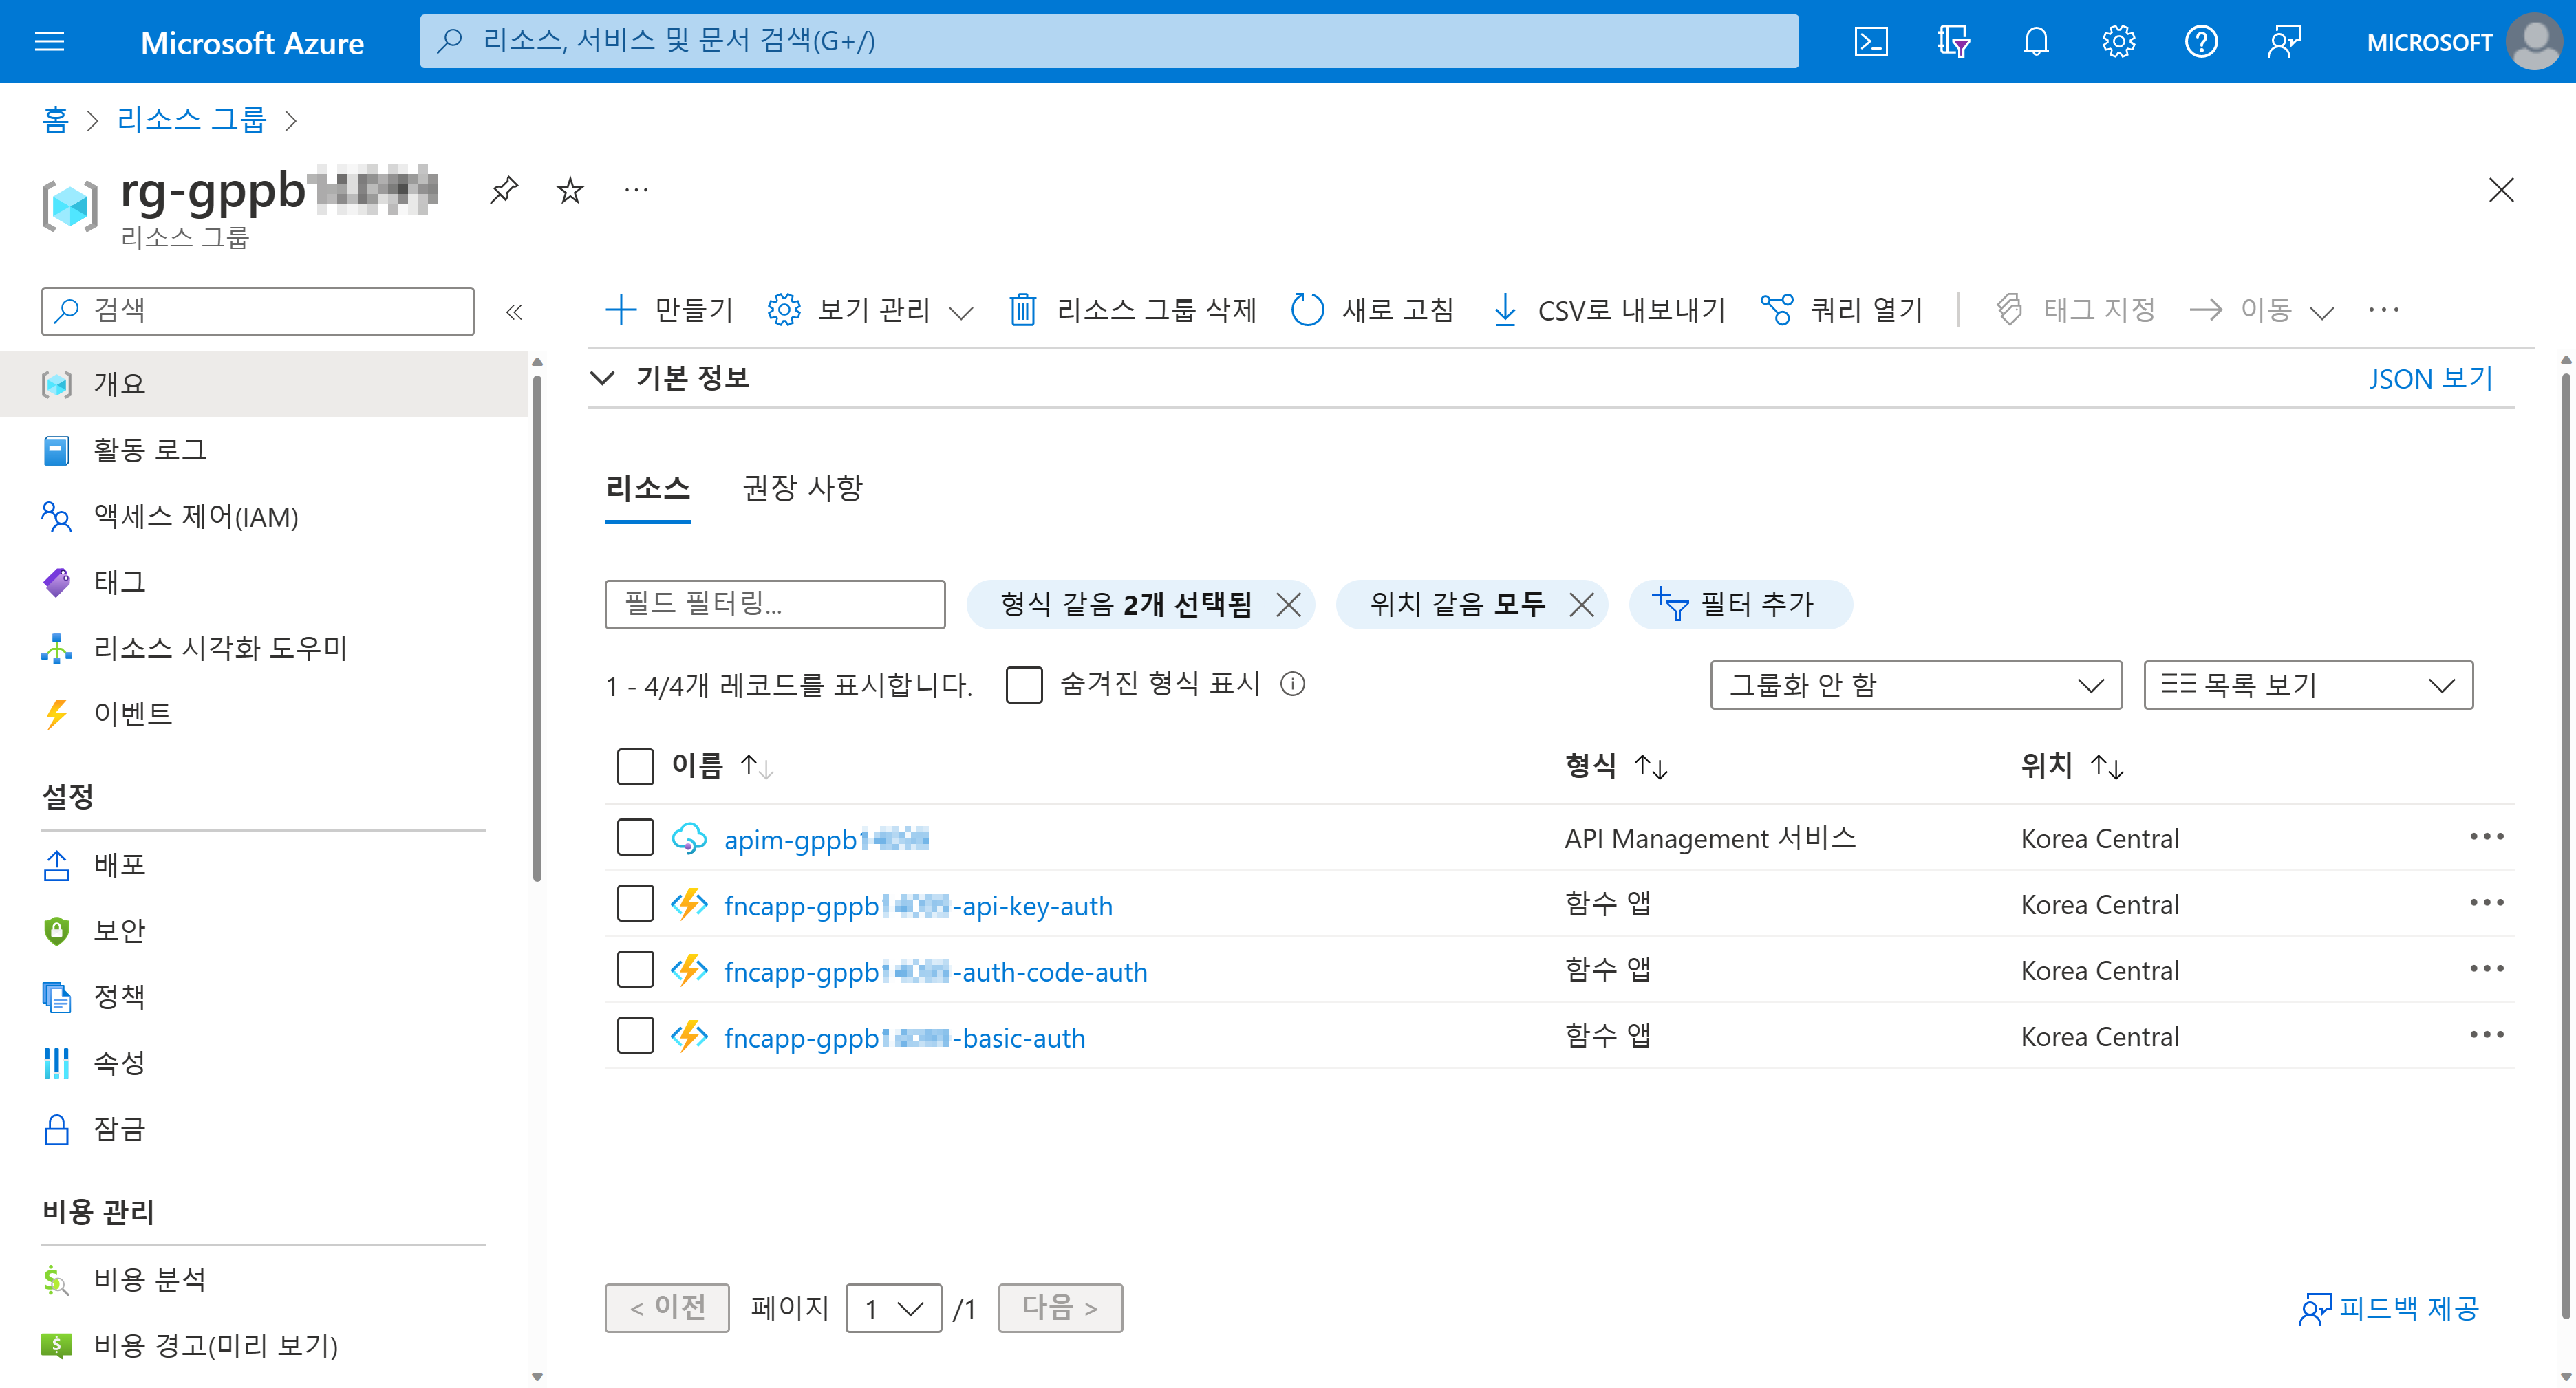 Microsoft Azure
리소스, 서비스 및 문서 검색(G+/)
MICROSOFT
홈 > 리소스 그룹 >
rg-gppb
리소스 그룹
검색
«
만들기
보기 관리
리소스 그룹 삭제
새로 고침
CSV로 내보내기
쿼리 열기
태그 지정
이동
개요
활동 로그
액세스 제어(IAM)
태그
리소스 시각화 도우미
이벤트
설정
배포
보안
정책
속성
잠금
비용 관리
비용 분석
비용 경고(미리 보기)
기본 정보
JSON 보기
리소스
권장 사항
필드 필터링...
형식 같음 2개 선택됨
위치 같음 모두
필터 추가
1 - 4/4개 레코드를 표시합니다.
숨겨진 형식 표시
그룹화 안 함
목록 보기
이름 형식 위치
apim-gppb API Management 서비스 Korea Central
fncapp-gppb -api-key-auth 함수 앱 Korea Central
fncapp-gppb -auth-code-auth 함수 앱 Korea Central
fncapp-gppb -basic-auth 함수 앱 Korea Central
< 이전 페이지 1 /1 다음 >
피드백 제공